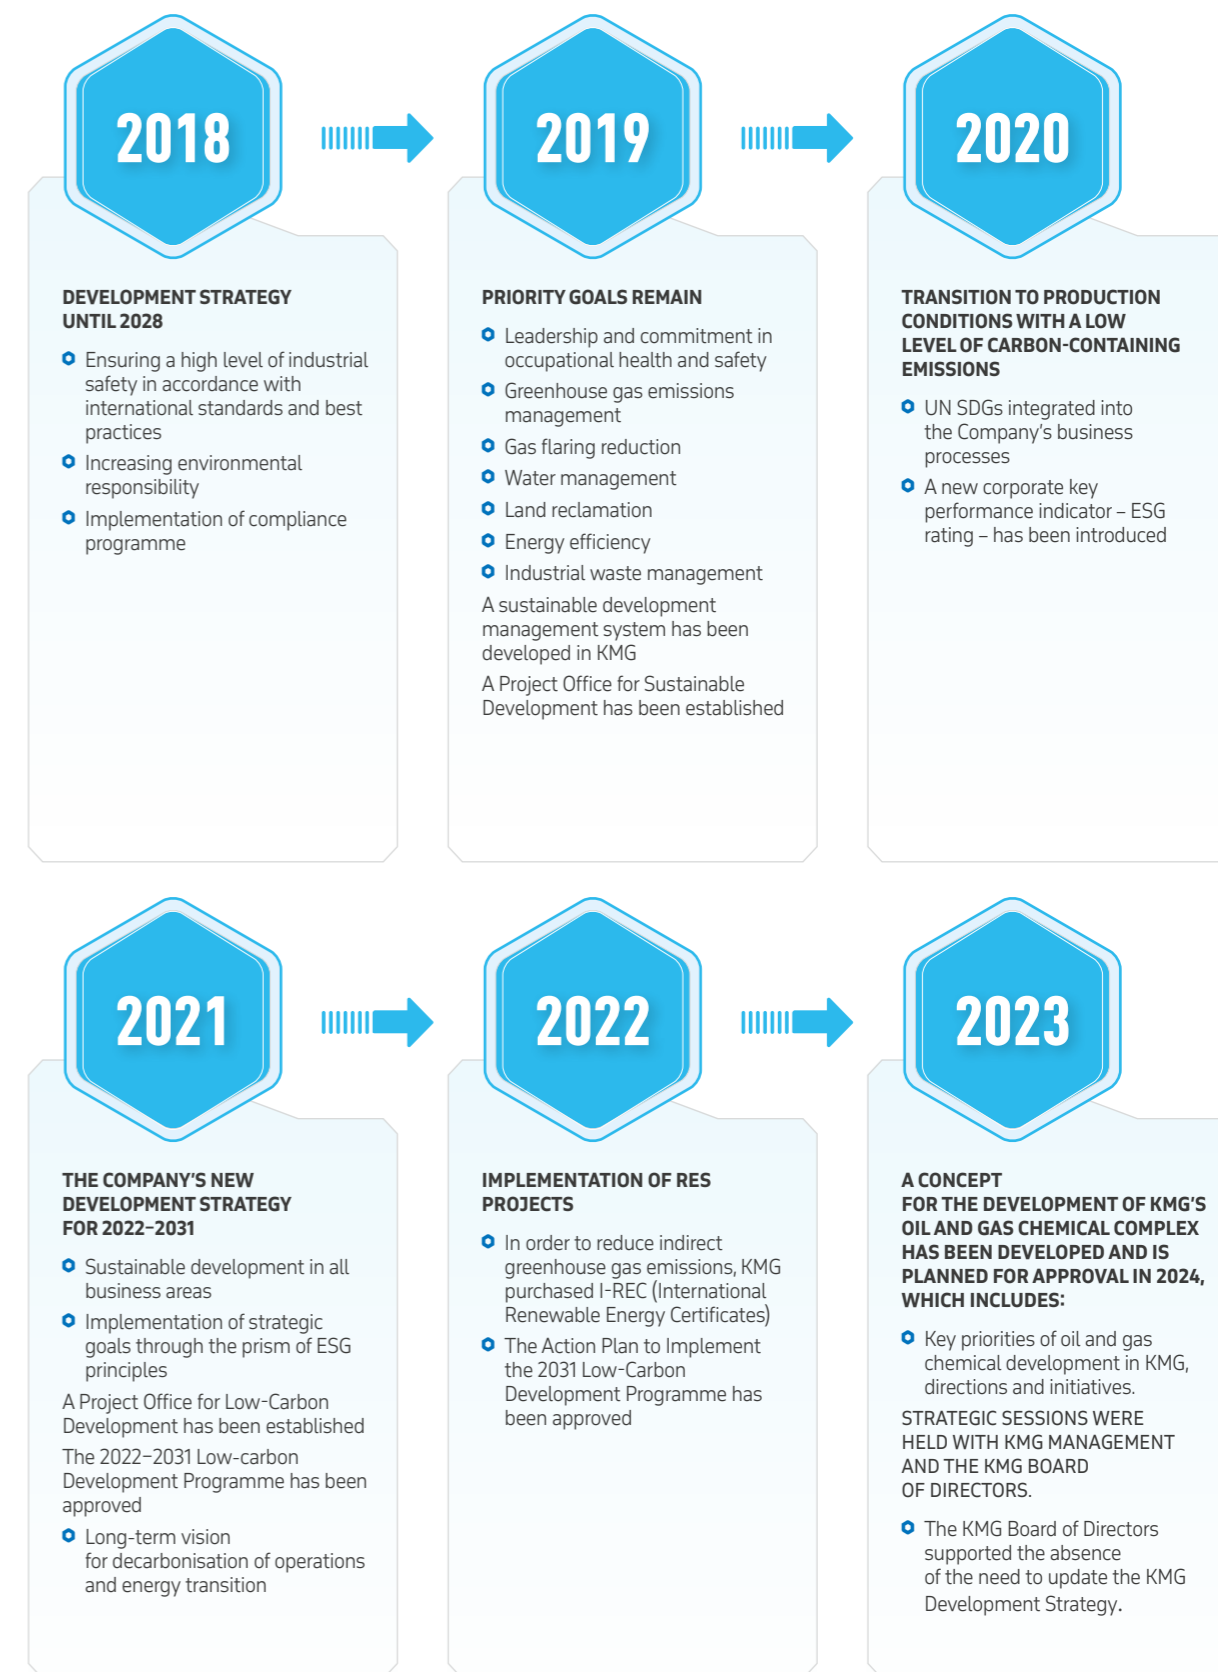 2018
DEVELOPMENT STRATEGY
UNTIL 2028
Ensuring a high level of industrial
safety in accordance with
international standards and best
practices
Increasing environmental
responsibility
Implementation of compliance
programme
2019
PRIORITY GOALS REMAIN
Leadership and commitment in
occupational health and safety
Greenhouse gas emissions
management
Gas flaring reduction
Water management
Land reclamation
Energy efficiency
Industrial waste management
A sustainable development
management system has been
developed in KMG
A Project Office for Sustainable
Development has been established
2020
TRANSITION TO PRODUCTION
CONDITIONS WITH A LOW
LEVEL OF CARBON-CONTAINING
EMISSIONS
UN SDGs integrated into
the Company's business
processes
A new corporate key
performance indicator – ESG
rating – has been introduced
2021
THE COMPANY'S NEW
DEVELOPMENT STRATEGY
FOR 2022–2031
Sustainable development in all
business areas
Implementation of strategic
goals through the prism of ESG
principles
A Project Office for Low-Carbon
Development has been established
The 2022–2031 Low-carbon
Development Programme has been
approved
Long-term vision
for decarbonisation of operations
and energy transition
2022
IMPLEMENTATION OF RES
PROJECTS
In order to reduce indirect
greenhouse gas emissions, KMG
purchased I-REC (International
Renewable Energy Certificates)
The Action Plan to Implement
the 2031 Low-Carbon
Development Programme has
been approved
2023
A CONCEPT
FOR THE DEVELOPMENT OF KMG'S
OIL AND GAS CHEMICAL COMPLEX
HAS BEEN DEVELOPED AND IS
PLANNED FOR APPROVAL IN 2024,
WHICH INCLUDES:
Key priorities of oil and gas
chemical development in KMG,
directions and initiatives.
STRATEGIC SESSIONS WERE
HELD WITH KMG MANAGEMENT
AND THE KMG BOARD
OF DIRECTORS.
The KMG Board of Directors
supported the absence
of the need to update the KMG
Development Strategy.